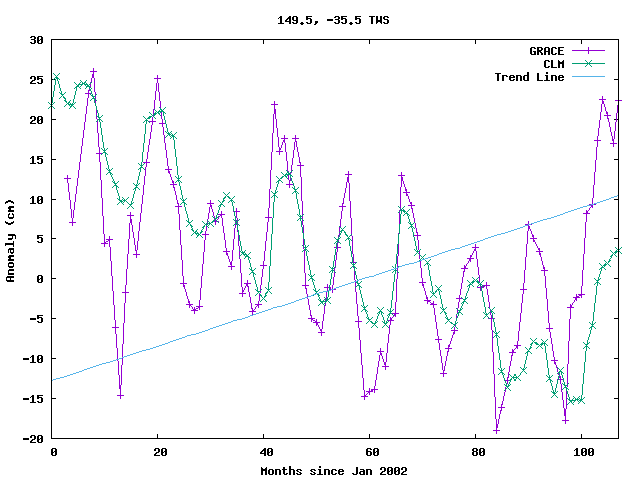 149.5, -35.5 TWS
GRACE
CLM
Trend Line
30
25
20
15
10
5
0
-5
-10
-15
-20
Anomaly (cm)
0 20 40 60 80 100
Months since Jan 2002